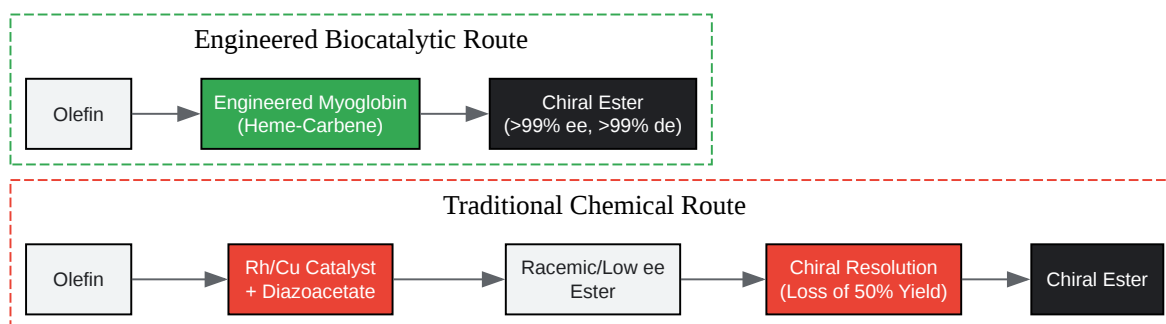 Engineered Biocatalytic Route
Olefin
Engineered Myoglobin
(Heme-Carbene)
Chiral Ester
(>99% ee, >99% de)
Traditional Chemical Route
Olefin
Rh/Cu Catalyst
+ Diazoacetate
Racemic/Low ee
Ester
Chiral Resolution
(Loss of 50% Yield)
Chiral Ester